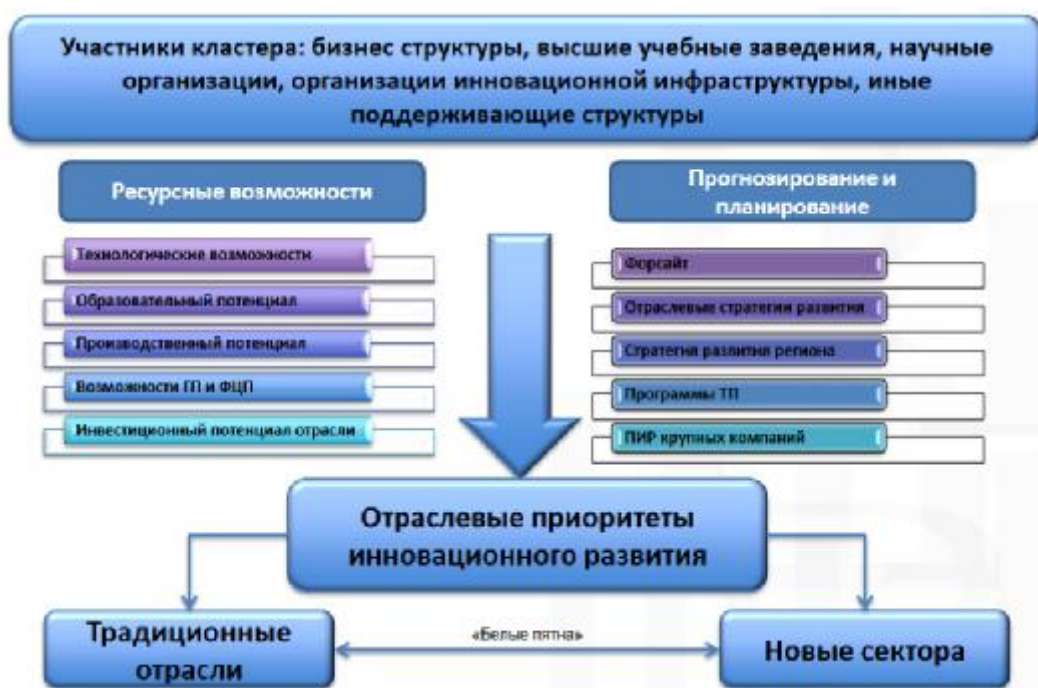 Участники кластера: бизнес структуры, высшие учебные заведения, научные
организации, организации инновационной инфраструктуры, иные
поддерживающие структуры
Ресурсные возможности
Технологические возможности
Образовательный потенциал
Производственный потенциал
Возможности ГП и ФЦП
Инвестиционный потенциал отрасли
Прогнозирование и
планирование
Форсайт
Отраслевые стратегии развития
Стратегия развития региона
Программы ТП
ПИР крупных компаний
Отраслевые приоритеты
инновационного развития
Традиционные
отрасли
«Белые пятна»
Новые сектора